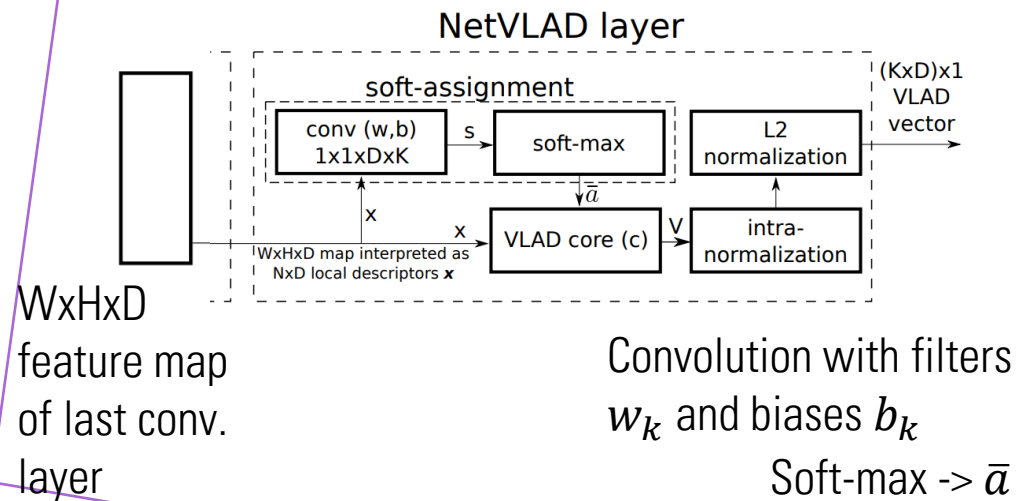 NetVLAD layer
soft-assignment
conv (w,b)
1x1xDxK
s
soft-max
L2
normalization
(KxD)x1
VLAD
vector
x
a̅
x
VLAD core (c)
V
intra-
normalization
WxHxD map interpreted as
NxD local descriptors x
WxHxD
feature map
of last conv.
layer
Convolution with filters
wₖ and biases bₖ
Soft-max -> a̅